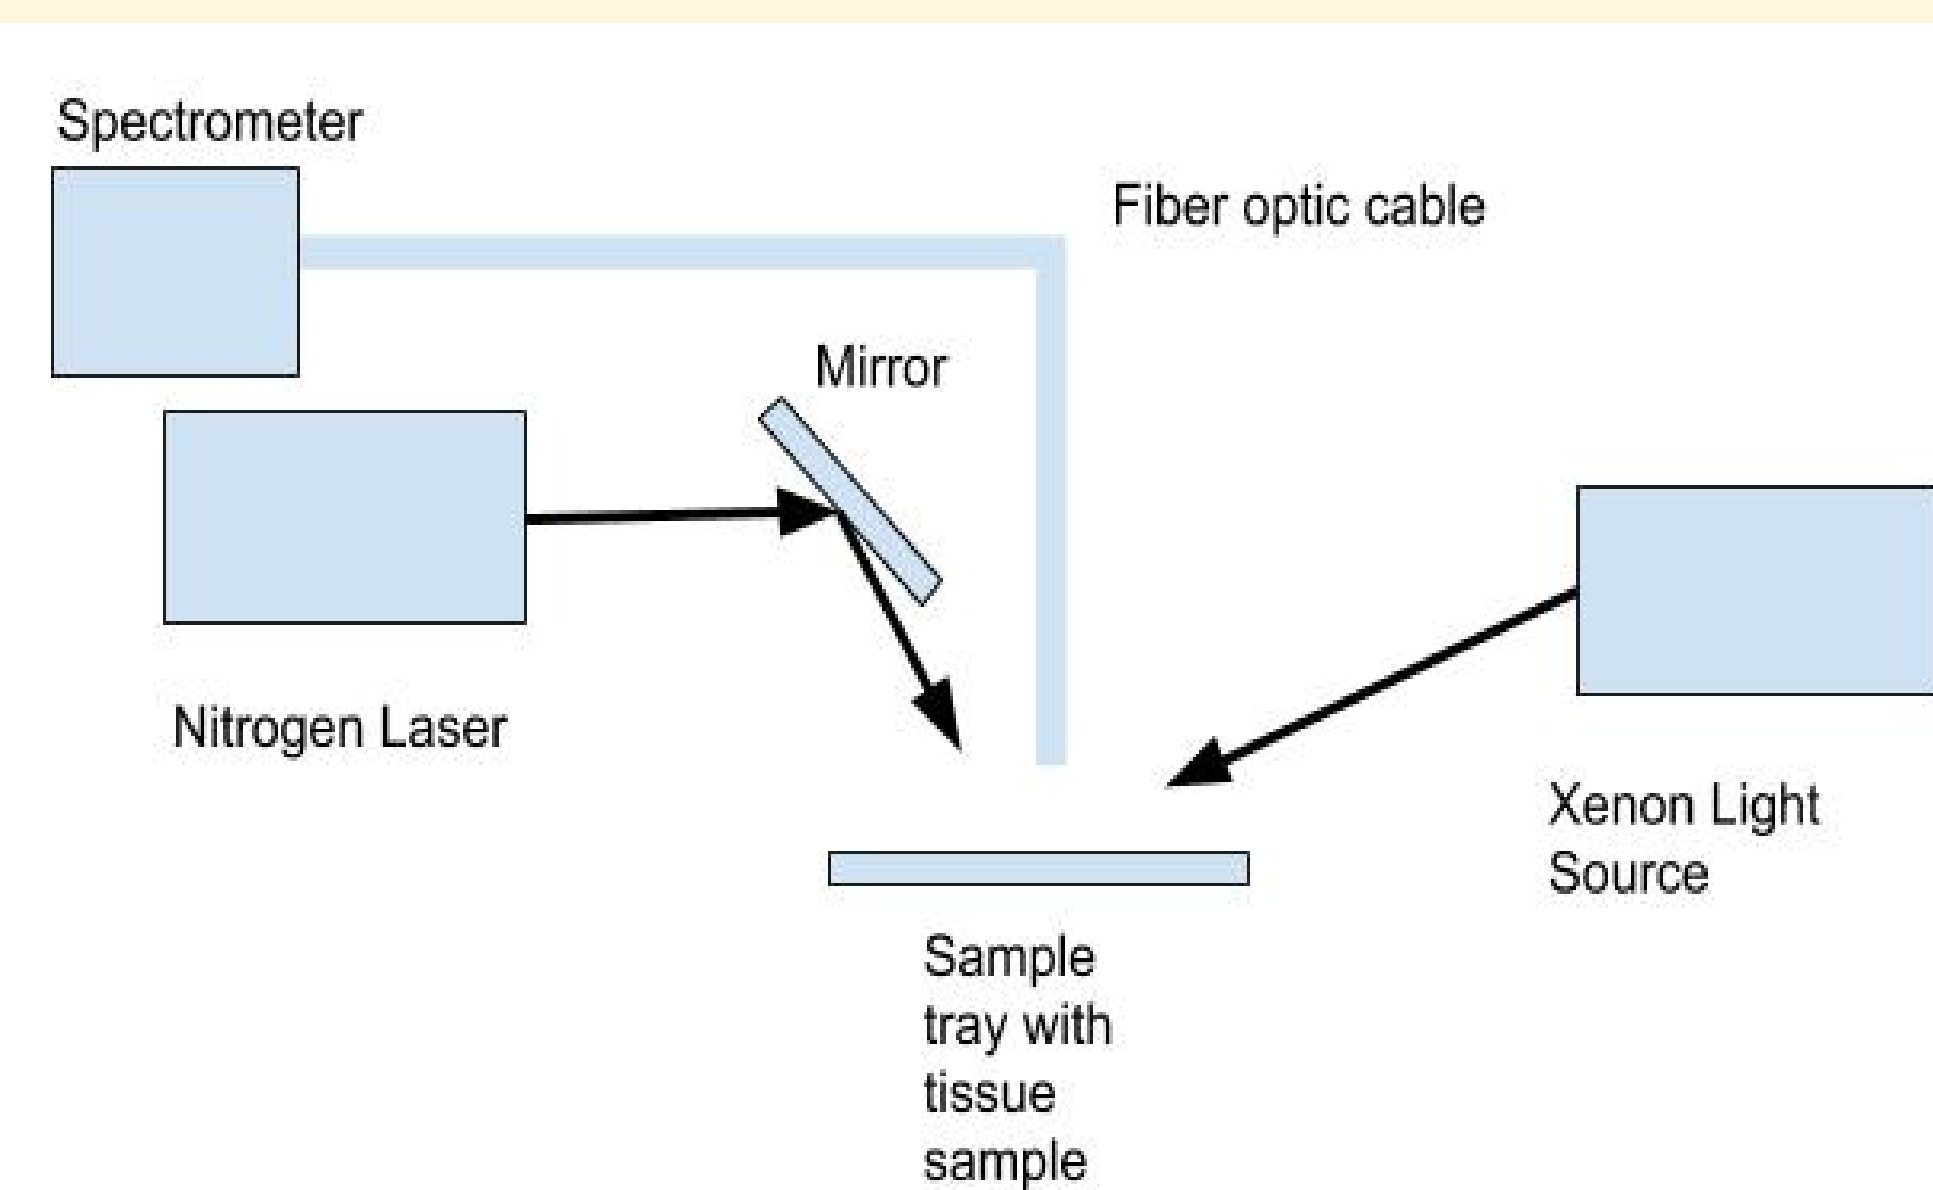 Spectrometer
Fiber optic cable
Mirror
Nitrogen Laser
Xenon Light
Source
Sample
tray with
tissue
sample